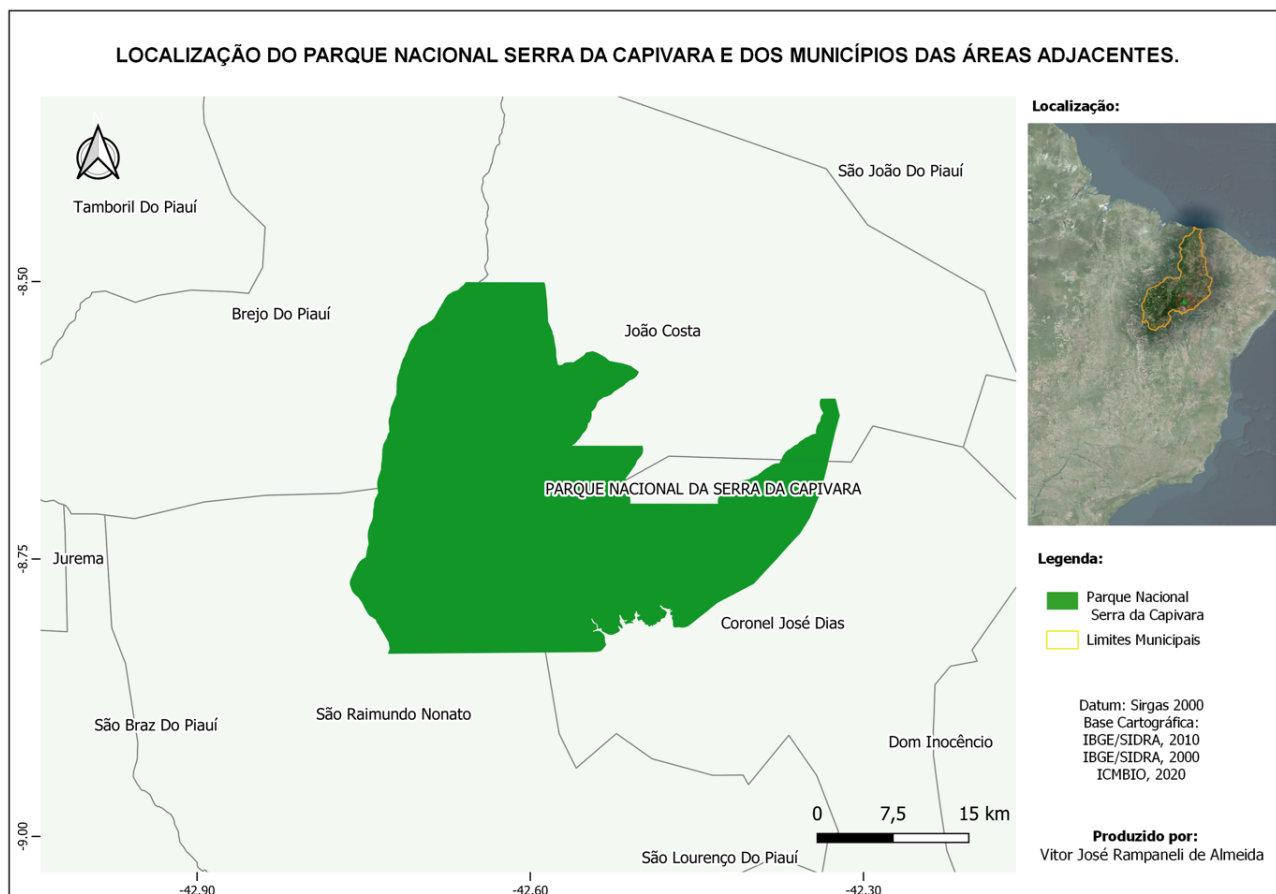 LOCALIZAÇÃO DO PARQUE NACIONAL SERRA DA CAPIVARA E DOS MUNICÍPIOS DAS ÁREAS ADJACENTES.
N
Tamboril Do Piauí
São João Do Piauí
Brejo Do Piauí
João Costa
PARQUE NACIONAL DA SERRA DA CAPIVARA
Jurema
Coronel José Dias
São Braz Do Piauí
São Raimundo Nonato
Dom Inocêncio
São Lourenço Do Piauí
0 7,5 15 km
-8.50
-8.75
-9.00
-42.90
-42.60
-42.30
Localização:
Legenda:
Parque Nacional
Serra da Capivara
Limites Municipais
Datum: Sirgas 2000
Base Cartográfica:
IBGE/SIDRA, 2010
IBGE/SIDRA, 2000
ICMBIO, 2020
Produzido por:
Vitor José Rampaneli de Almeida